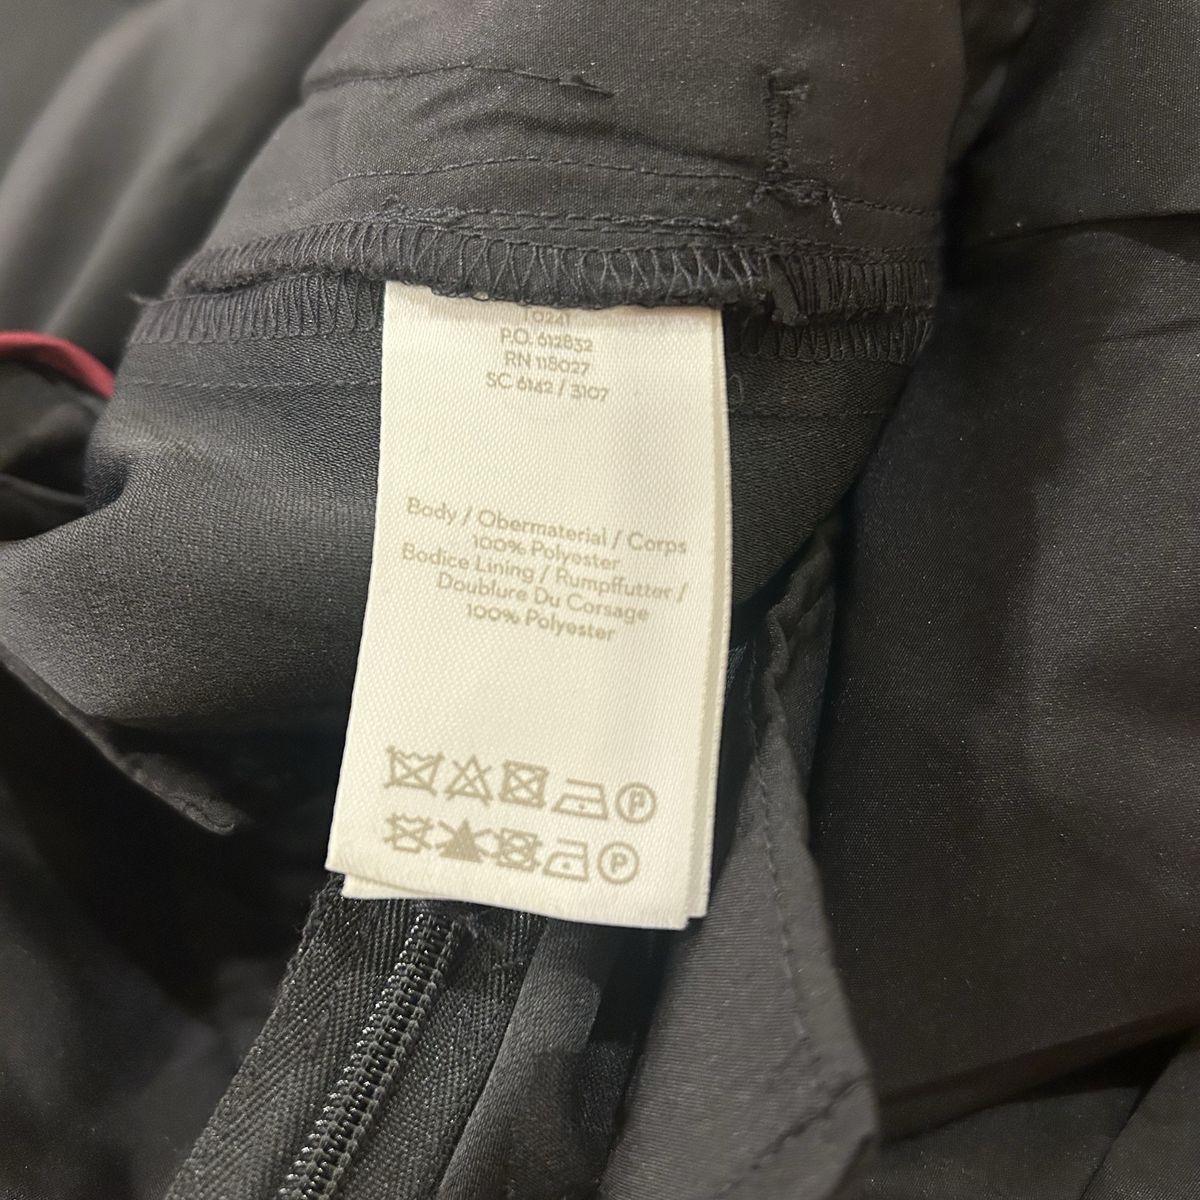 P.O. 612832
RN 118027
SC 6142 / 3107
Body / Obermaterial / Corps
100% Polyester
Bodice Lining / Rumpffutter /
Doublure Du Corsage
100% Polyester
P
P